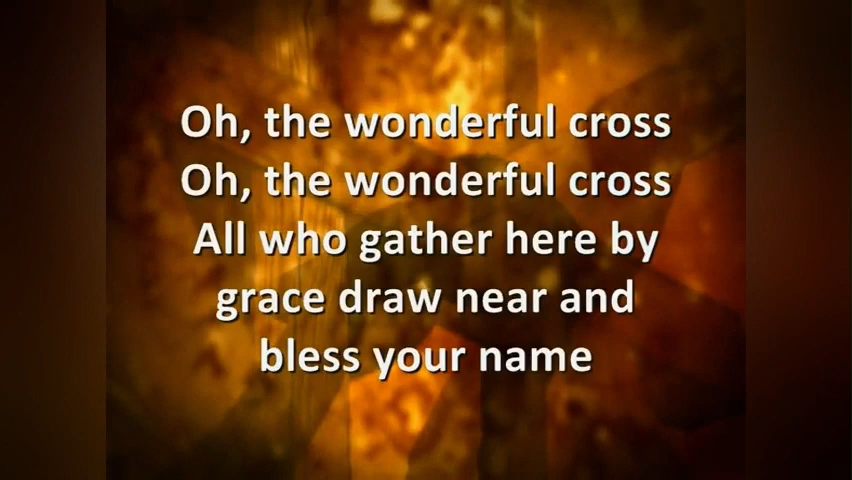 Oh, the wonderful cross
Oh, the wonderful cross
All who gather here by
grace draw near and
bless your name